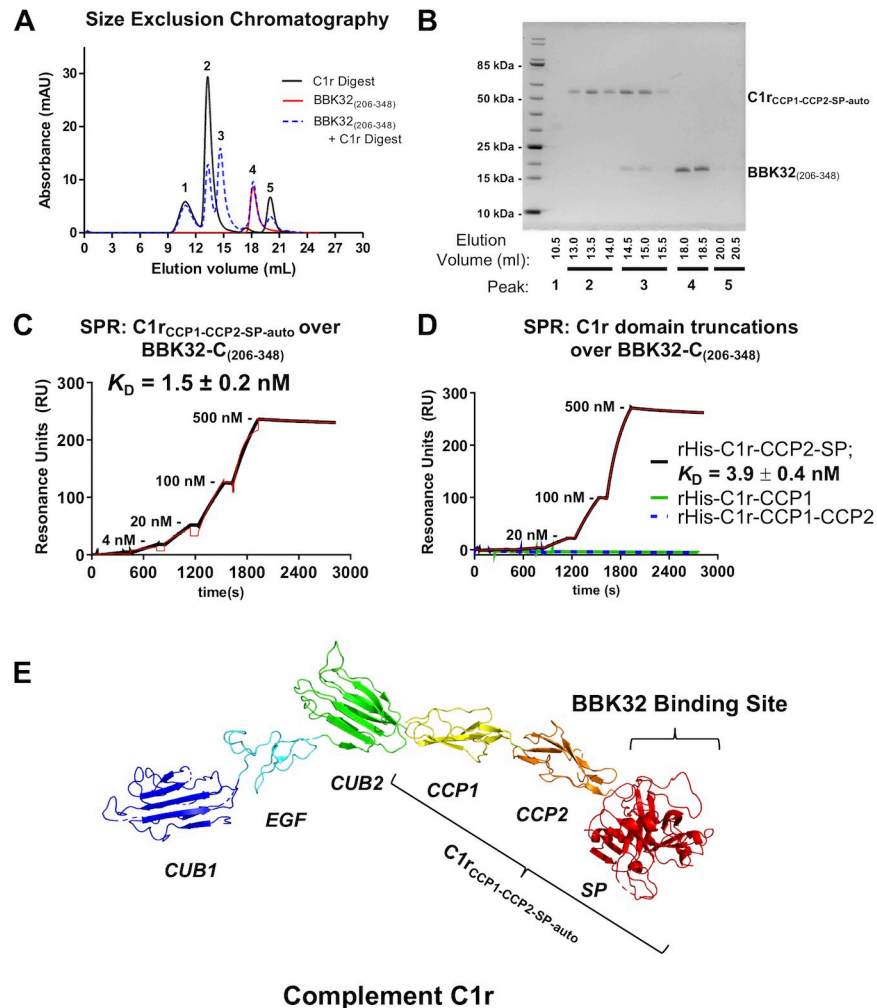 A
Size Exclusion Chromatography
Absorbance (mAU)
30
20
10
0
1
2
3
4
5
C1r Digest
BBK32(206-348)
BBK32(206-348)
+ C1r Digest
0 3 6 9 12 15 18 21 24 27 30
Elution volume (mL)
B
85 kDa -
50 kDa -
25 kDa -
15 kDa -
10 kDa -
C1rCCP1-CCP2-SP-auto
BBK32(206-348)
Elution
Volume (ml):
10.5 13.0 13.5 14.0 14.5 15.0 15.5 18.0 18.5 20.0 20.5
Peak: 1 2 3 4 5
C
SPR: C1rCCP1-CCP2-SP-auto over
BBK32-C(206-348)
KD = 1.5 ± 0.2 nM
Resonance Units (RU)
300
200
100
0
500 nM -
100 nM -
20 nM -
4 nM -
0 600 1200 1800 2400 3000
time(s)
D
SPR: C1r domain truncations
over BBK32-C(206-348)
Resonance Units (RU)
300
200
100
0
500 nM -
100 nM -
20 nM -
rHis-C1r-CCP2-SP;
KD = 3.9 ± 0.4 nM
rHis-C1r-CCP1
rHis-C1r-CCP1-CCP2
0 600 1200 1800 2400 3000
time (s)
E
BBK32 Binding Site
CUB1
EGF
CUB2
CCP1
CCP2
SP
C1rCCP1-CCP2-SP-auto
Complement C1r